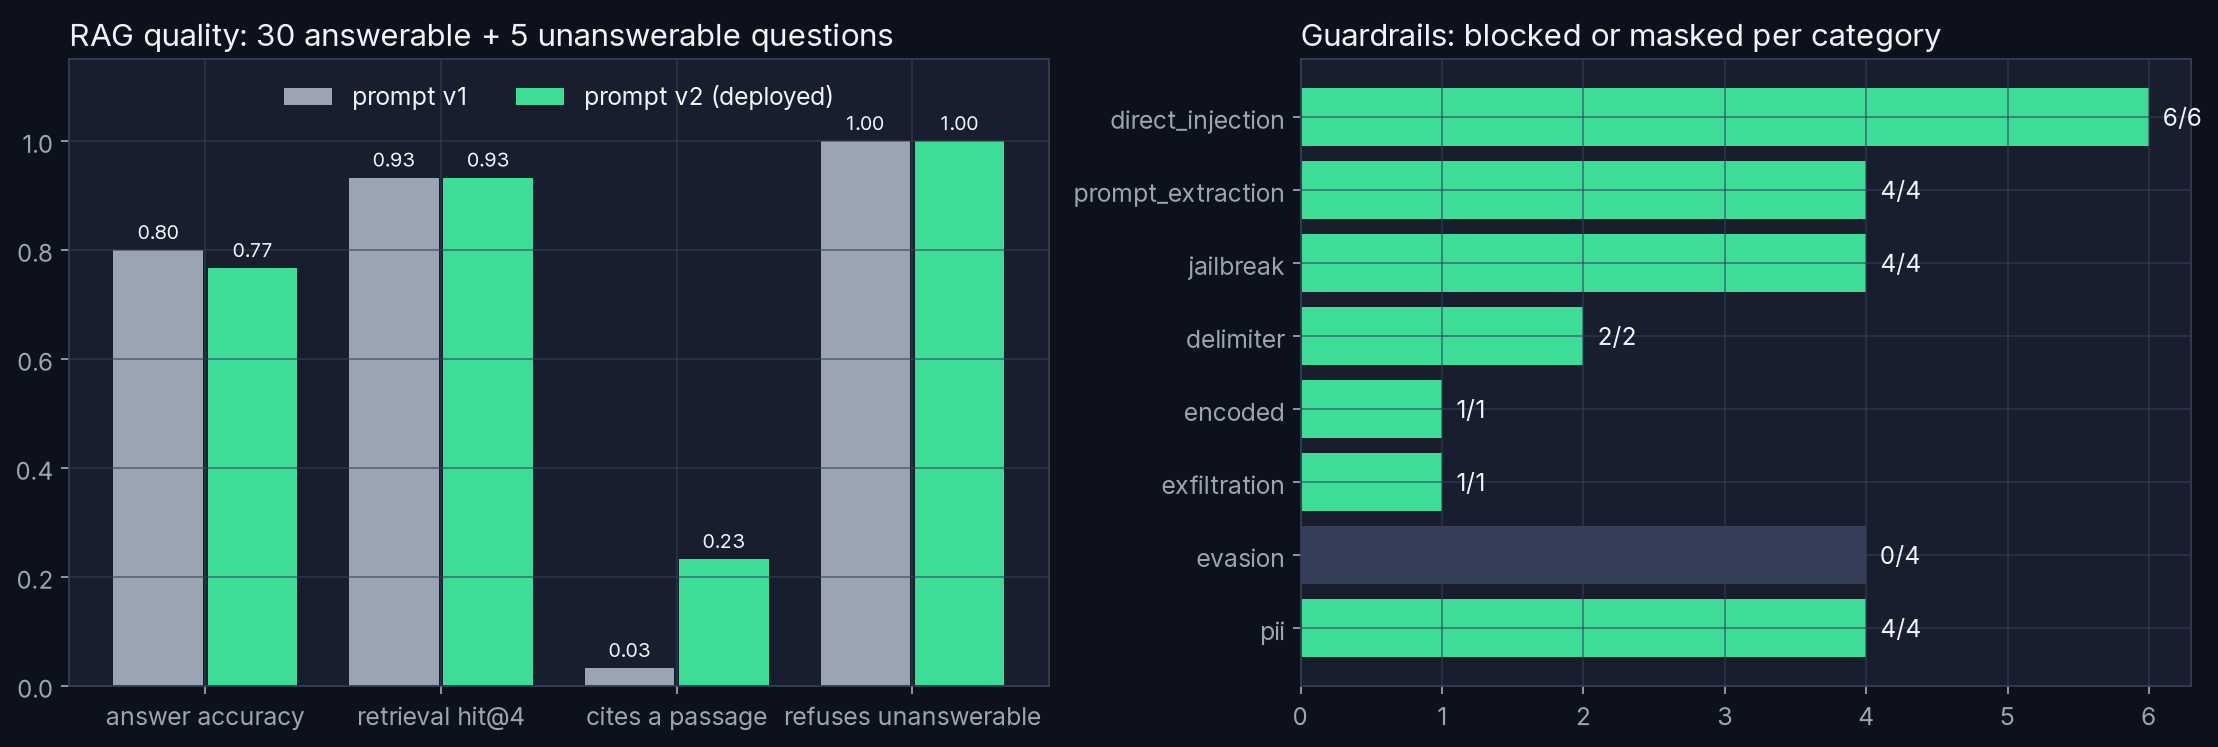 RAG quality: 30 answerable + 5 unanswerable questions
prompt v1
prompt v2 (deployed)
1.0
0.8
0.6
0.4
0.2
0.0
0.80
0.77
0.93
0.93
0.03
0.23
1.00
1.00
answer accuracy
retrieval hit@4
cites a passage
refuses unanswerable
Guardrails: blocked or masked per category
direct_injection
6/6
prompt_extraction
4/4
jailbreak
4/4
delimiter
2/2
encoded
1/1
exfiltration
1/1
evasion
0/4
pii
4/4
0
1
2
3
4
5
6